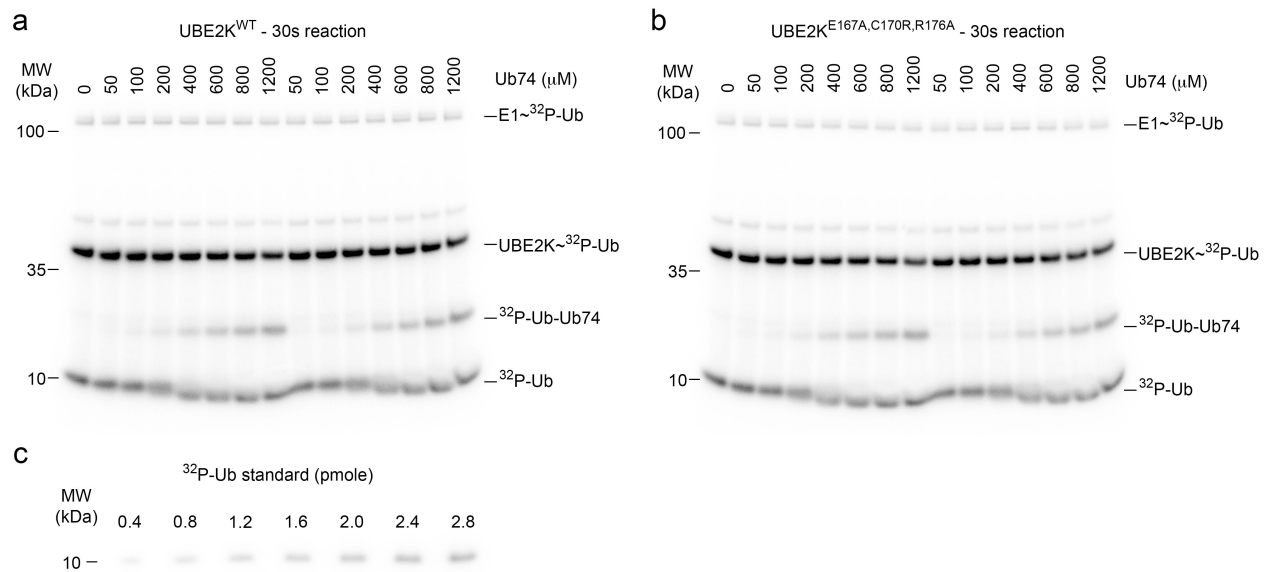 a
UBE2K^WT - 30s reaction
MW
(kDa)
0 50 100 200 400 600 800 1200 50 100 200 400 600 800 1200 Ub74 (μM)
E1~³²P-Ub
100
UBE2K~³²P-Ub
35
³²P-Ub-Ub74
10
³²P-Ub
b
UBE2K^E167A,C170R,R176A - 30s reaction
MW
(kDa)
0 50 100 200 400 600 800 1200 50 100 200 400 600 800 1200 Ub74 (μM)
E1~³²P-Ub
100
UBE2K~³²P-Ub
35
³²P-Ub-Ub74
10
³²P-Ub
c
³²P-Ub standard (pmole)
MW
(kDa)
0.4 0.8 1.2 1.6 2.0 2.4 2.8
10